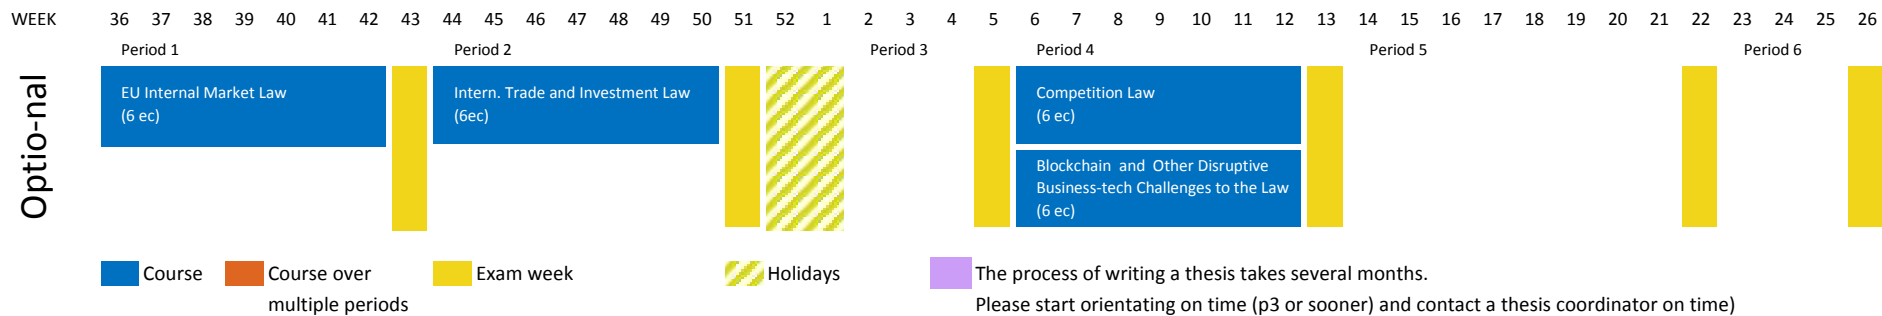 WEEK 36 37 38 39 40 41 42 43 44 45 46 47 48 49 50 51 52 1 2 3 4 5 6 7 8 9 10 11 12 13 14 15 16 17 18 19 20 21 22 23 24 25 26
Period 1 Period 2 Period 3 Period 4 Period 5 Period 6
Optio-nal
EU Internal Market Law
(6 ec)
Intern. Trade and Investment Law
(6ec)
Competition Law
(6 ec)
Blockchain and Other Disruptive
Business-tech Challenges to the Law
(6 ec)
Course
Course over
multiple periods
Exam week
Holidays
The process of writing a thesis takes several months.
Please start orientating on time (p3 or sooner) and contact a thesis coordinator on time)